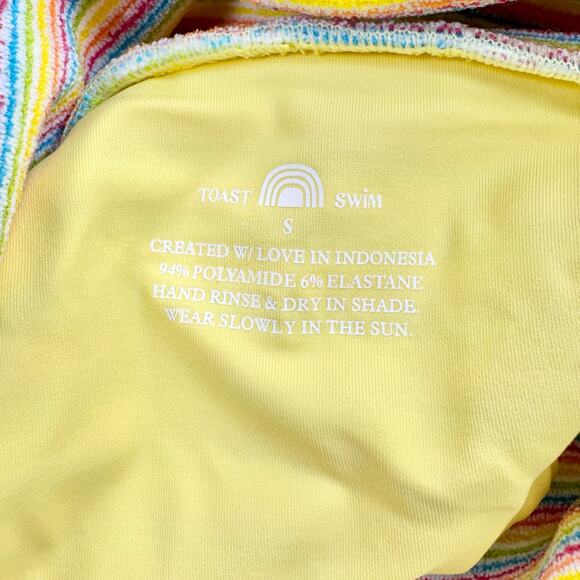 TOAST SWiM
S
CREATED W/ LOVE IN INDONESIA
94% POLYAMIDE 6% ELASTANE
HAND RINSE & DRY IN SHADE.
WEAR SLOWLY IN THE SUN.